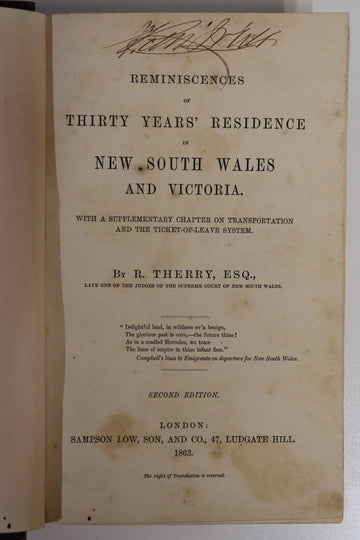 REMINISCENCES
OF
THIRTY YEARS' RESIDENCE
IN
NEW SOUTH WALES
AND VICTORIA.
WITH A SUPPLEMENTARY CHAPTER ON TRANSPORTATION
AND THE TICKET-OF-LEAVE SYSTEM.
BY R. THERRY, ESQ.,
LATE ONE OF THE JUDGES OF THE SUPREME COURT OF NEW SOUTH WALES.
"Delightful land, in wildness ev'n benign,
The glorious past is ours,—the future thine!
As in a cradled Hercules, we trace
The lines of empire in thine infant face."
Campbell's lines to Emigrants on departure for New South Wales.
SECOND EDITION.
LONDON:
SAMPSON LOW, SON, AND CO., 47, LUDGATE HILL.
1863.
The right of Translation is reserved.